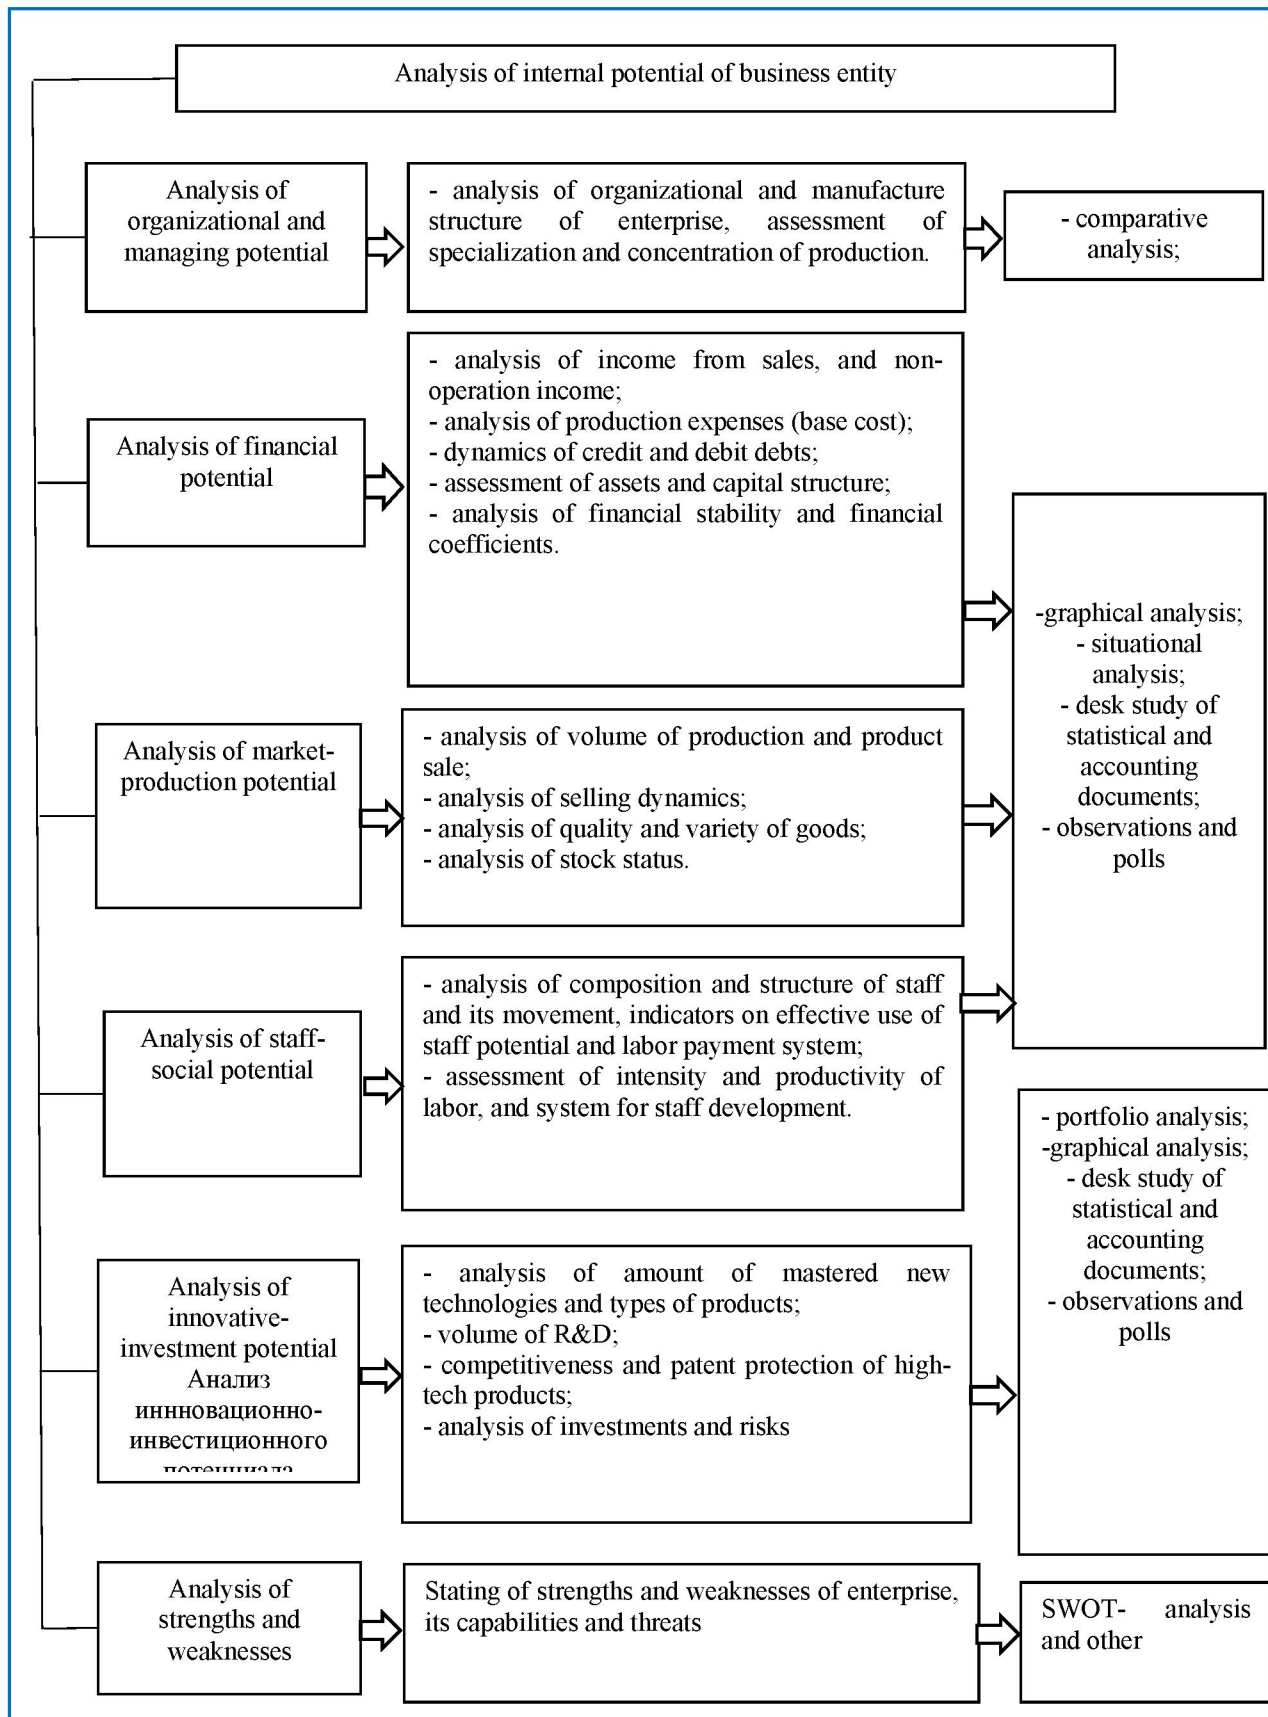 Analysis of internal potential of business entity
Analysis of
organizational and
managing potential
- analysis of organizational and manufacture
structure of enterprise, assessment of
specialization and concentration of production.
- comparative
analysis;
Analysis of financial
potential
- analysis of income from sales, and non-
operation income;
- analysis of production expenses (base cost);
- dynamics of credit and debit debts;
- assessment of assets and capital structure;
- analysis of financial stability and financial
coefficients.
-graphical analysis;
- situational
analysis;
- desk study of
statistical and
accounting
documents;
- observations and
polls
Analysis of market-
production potential
- analysis of volume of production and product
sale;
- analysis of selling dynamics;
- analysis of quality and variety of goods;
- analysis of stock status.
Analysis of staff-
social potential
- analysis of composition and structure of staff
and its movement, indicators on effective use of
staff potential and labor payment system;
- assessment of intensity and productivity of
labor, and system for staff development.
- portfolio analysis;
-graphical analysis;
- desk study of
statistical and
accounting
documents;
- observations and
polls
Analysis of
innovative-
investment potential
Анализ
иннновационно-
инвестиционного
потенциала
- analysis of amount of mastered new
technologies and types of products;
- volume of R&D;
- competitiveness and patent protection of high-
tech products;
- analysis of investments and risks
Analysis of
strengths and
weaknesses
Stating of strengths and weaknesses of enterprise,
its capabilities and threats
SWOT- analysis
and other